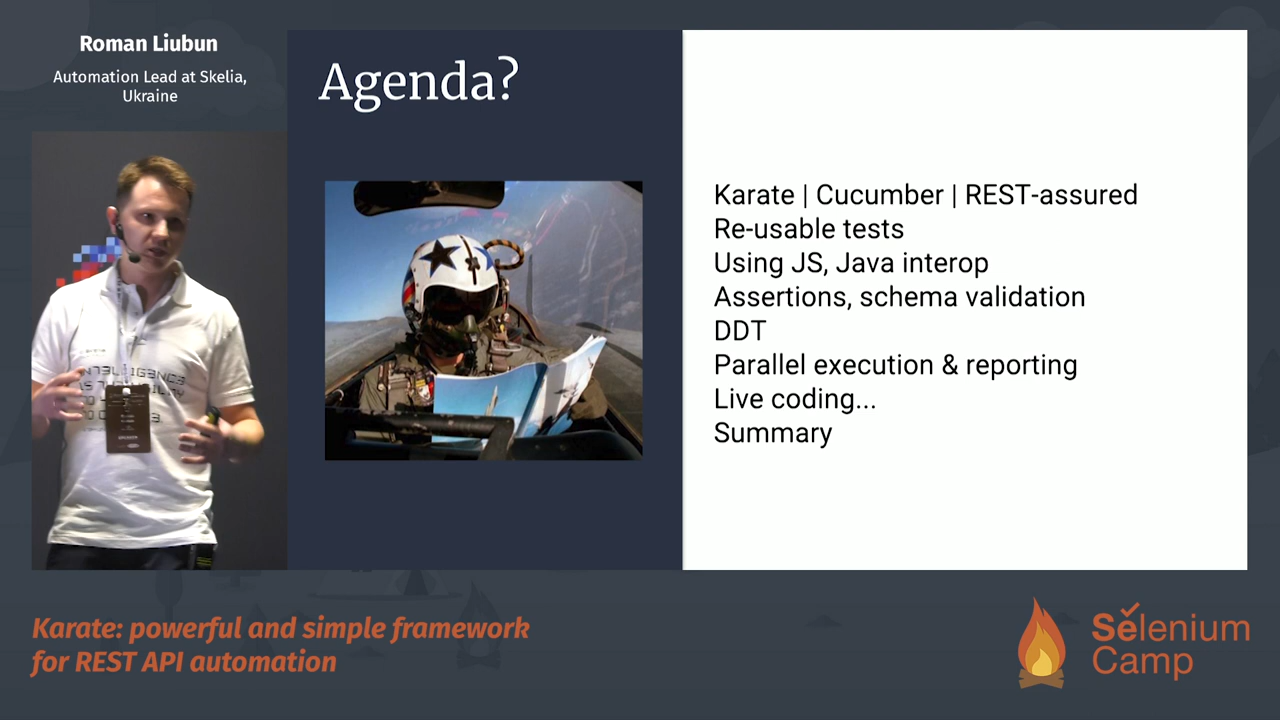 Roman Liubun
Automation Lead at Skelia,
Ukraine
Agenda?
Karate | Cucumber | REST-assured
Re-usable tests
Using JS, Java interop
Assertions, schema validation
DDT
Parallel execution & reporting
Live coding...
Summary
Karate: powerful and simple framework
for REST API automation
Selenium
Camp